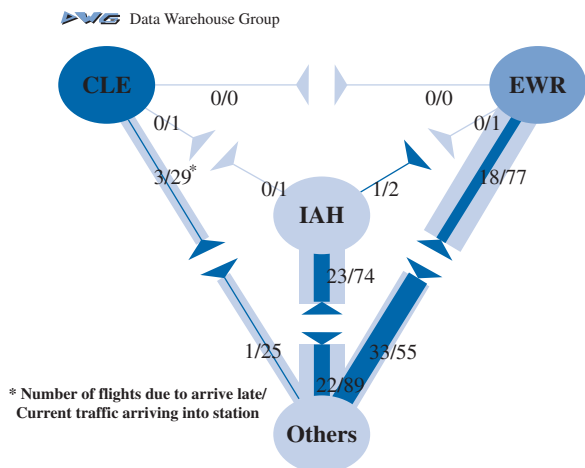 DWG Data Warehouse Group
CLE
EWR
0/0
0/0
0/1
0/1
3/29*
0/1
1/2
18/77
IAH
23/74
1/25
33/55
22/89
* Number of flights due to arrive late/
Current traffic arriving into station
Others